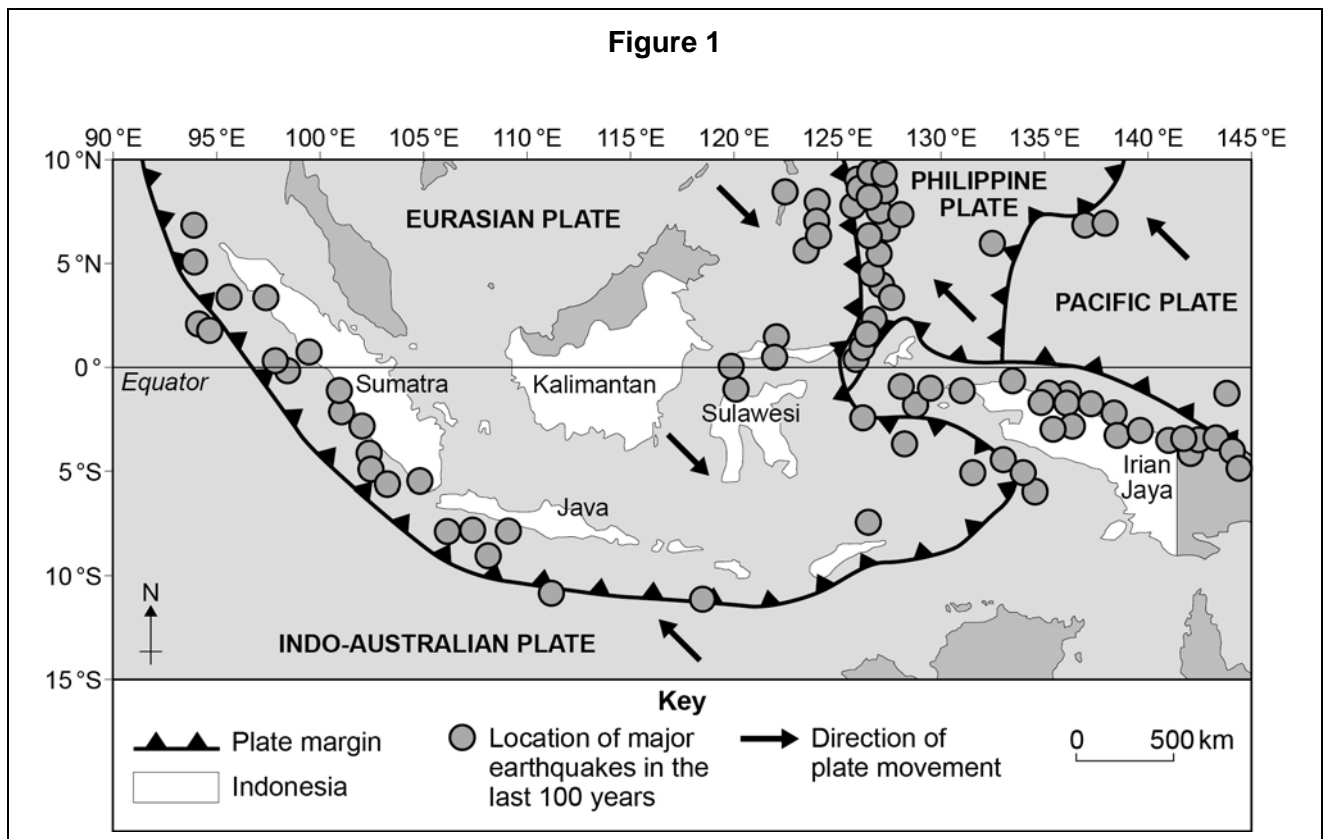 Figure 1
90 °E 95 °E 100 °E 105 °E 110 °E 115 °E 120 °E 125 °E 130 °E 135 °E 140 °E 145 °E
10 °N
5 °N
0 °
5 °S
10 °S
15 °S
EURASIAN PLATE
PHILIPPINE
PLATE
PACIFIC PLATE
Equator
Sumatra
Kalimantan
Sulawesi
Irian
Jaya
Java
N
INDO-AUSTRALIAN PLATE
Key
Plate margin
Indonesia
Location of major
earthquakes in the
last 100 years
Direction of
plate movement
0 500 km